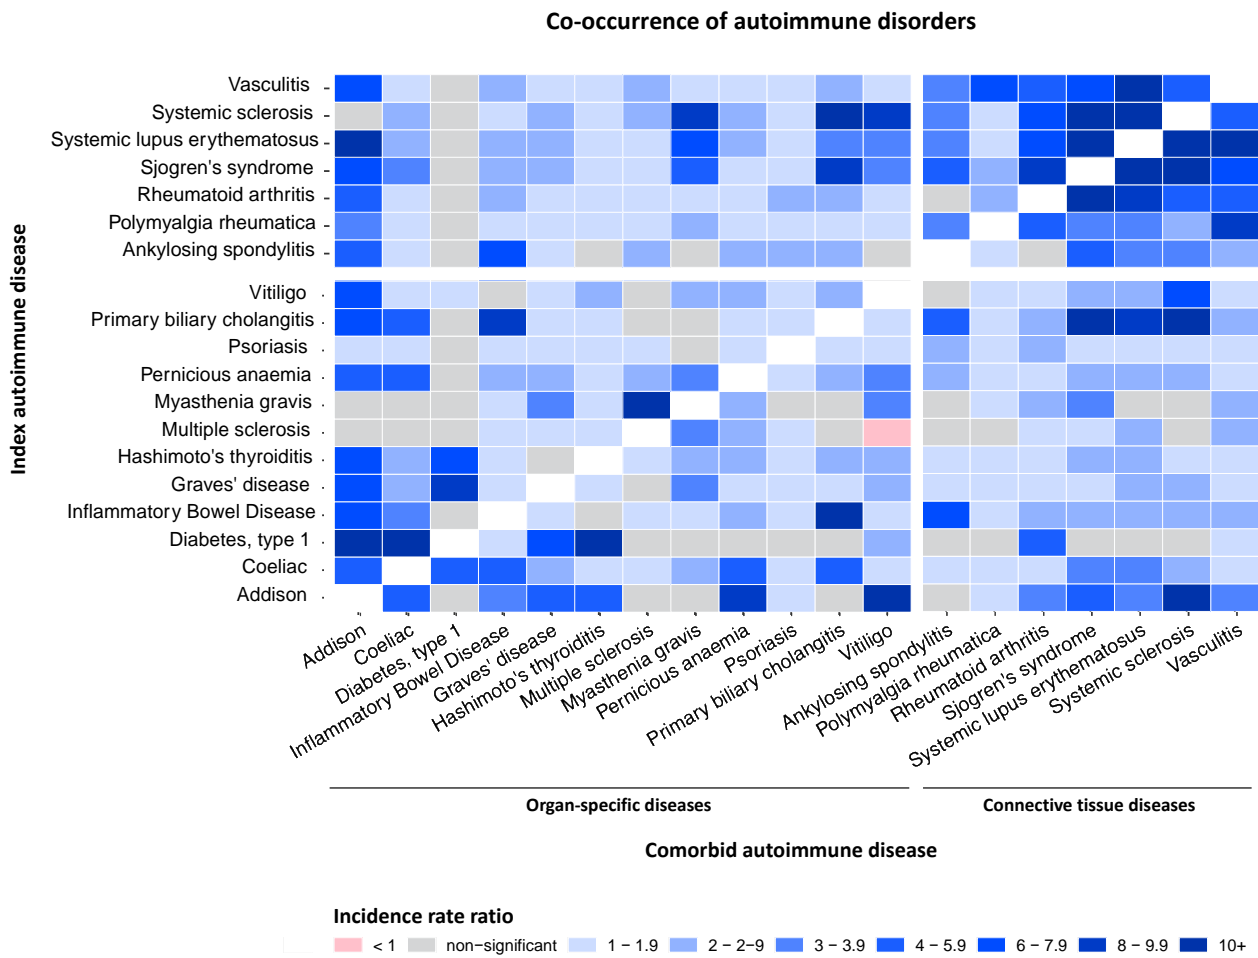 Co-occurrence of autoimmune disorders
Index autoimmune disease
Vasculitis
Systemic sclerosis
Systemic lupus erythematosus
Sjogren's syndrome
Rheumatoid arthritis
Polymyalgia rheumatica
Ankylosing spondylitis
Vitiligo
Primary biliary cholangitis
Psoriasis
Pernicious anaemia
Myasthenia gravis
Multiple sclerosis
Hashimoto's thyroiditis
Graves' disease
Inflammatory Bowel Disease
Diabetes, type 1
Coeliac
Addison
Addison
Coeliac
Diabetes, type 1
Inflammatory Bowel Disease
Graves' disease
Hashimoto's thyroiditis
Multiple sclerosis
Myasthenia gravis
Pernicious anaemia
Psoriasis
Primary biliary cholangitis
Vitiligo
Ankylosing spondylitis
Polymyalgia rheumatica
Rheumatoid arthritis
Sjogren's syndrome
Systemic lupus erythematosus
Systemic sclerosis
Vasculitis
Organ-specific diseases
Connective tissue diseases
Comorbid autoimmune disease
Incidence rate ratio
< 1 non−significant 1 − 1.9 2 − 2−9 3 − 3.9 4 − 5.9 6 − 7.9 8 − 9.9 10+